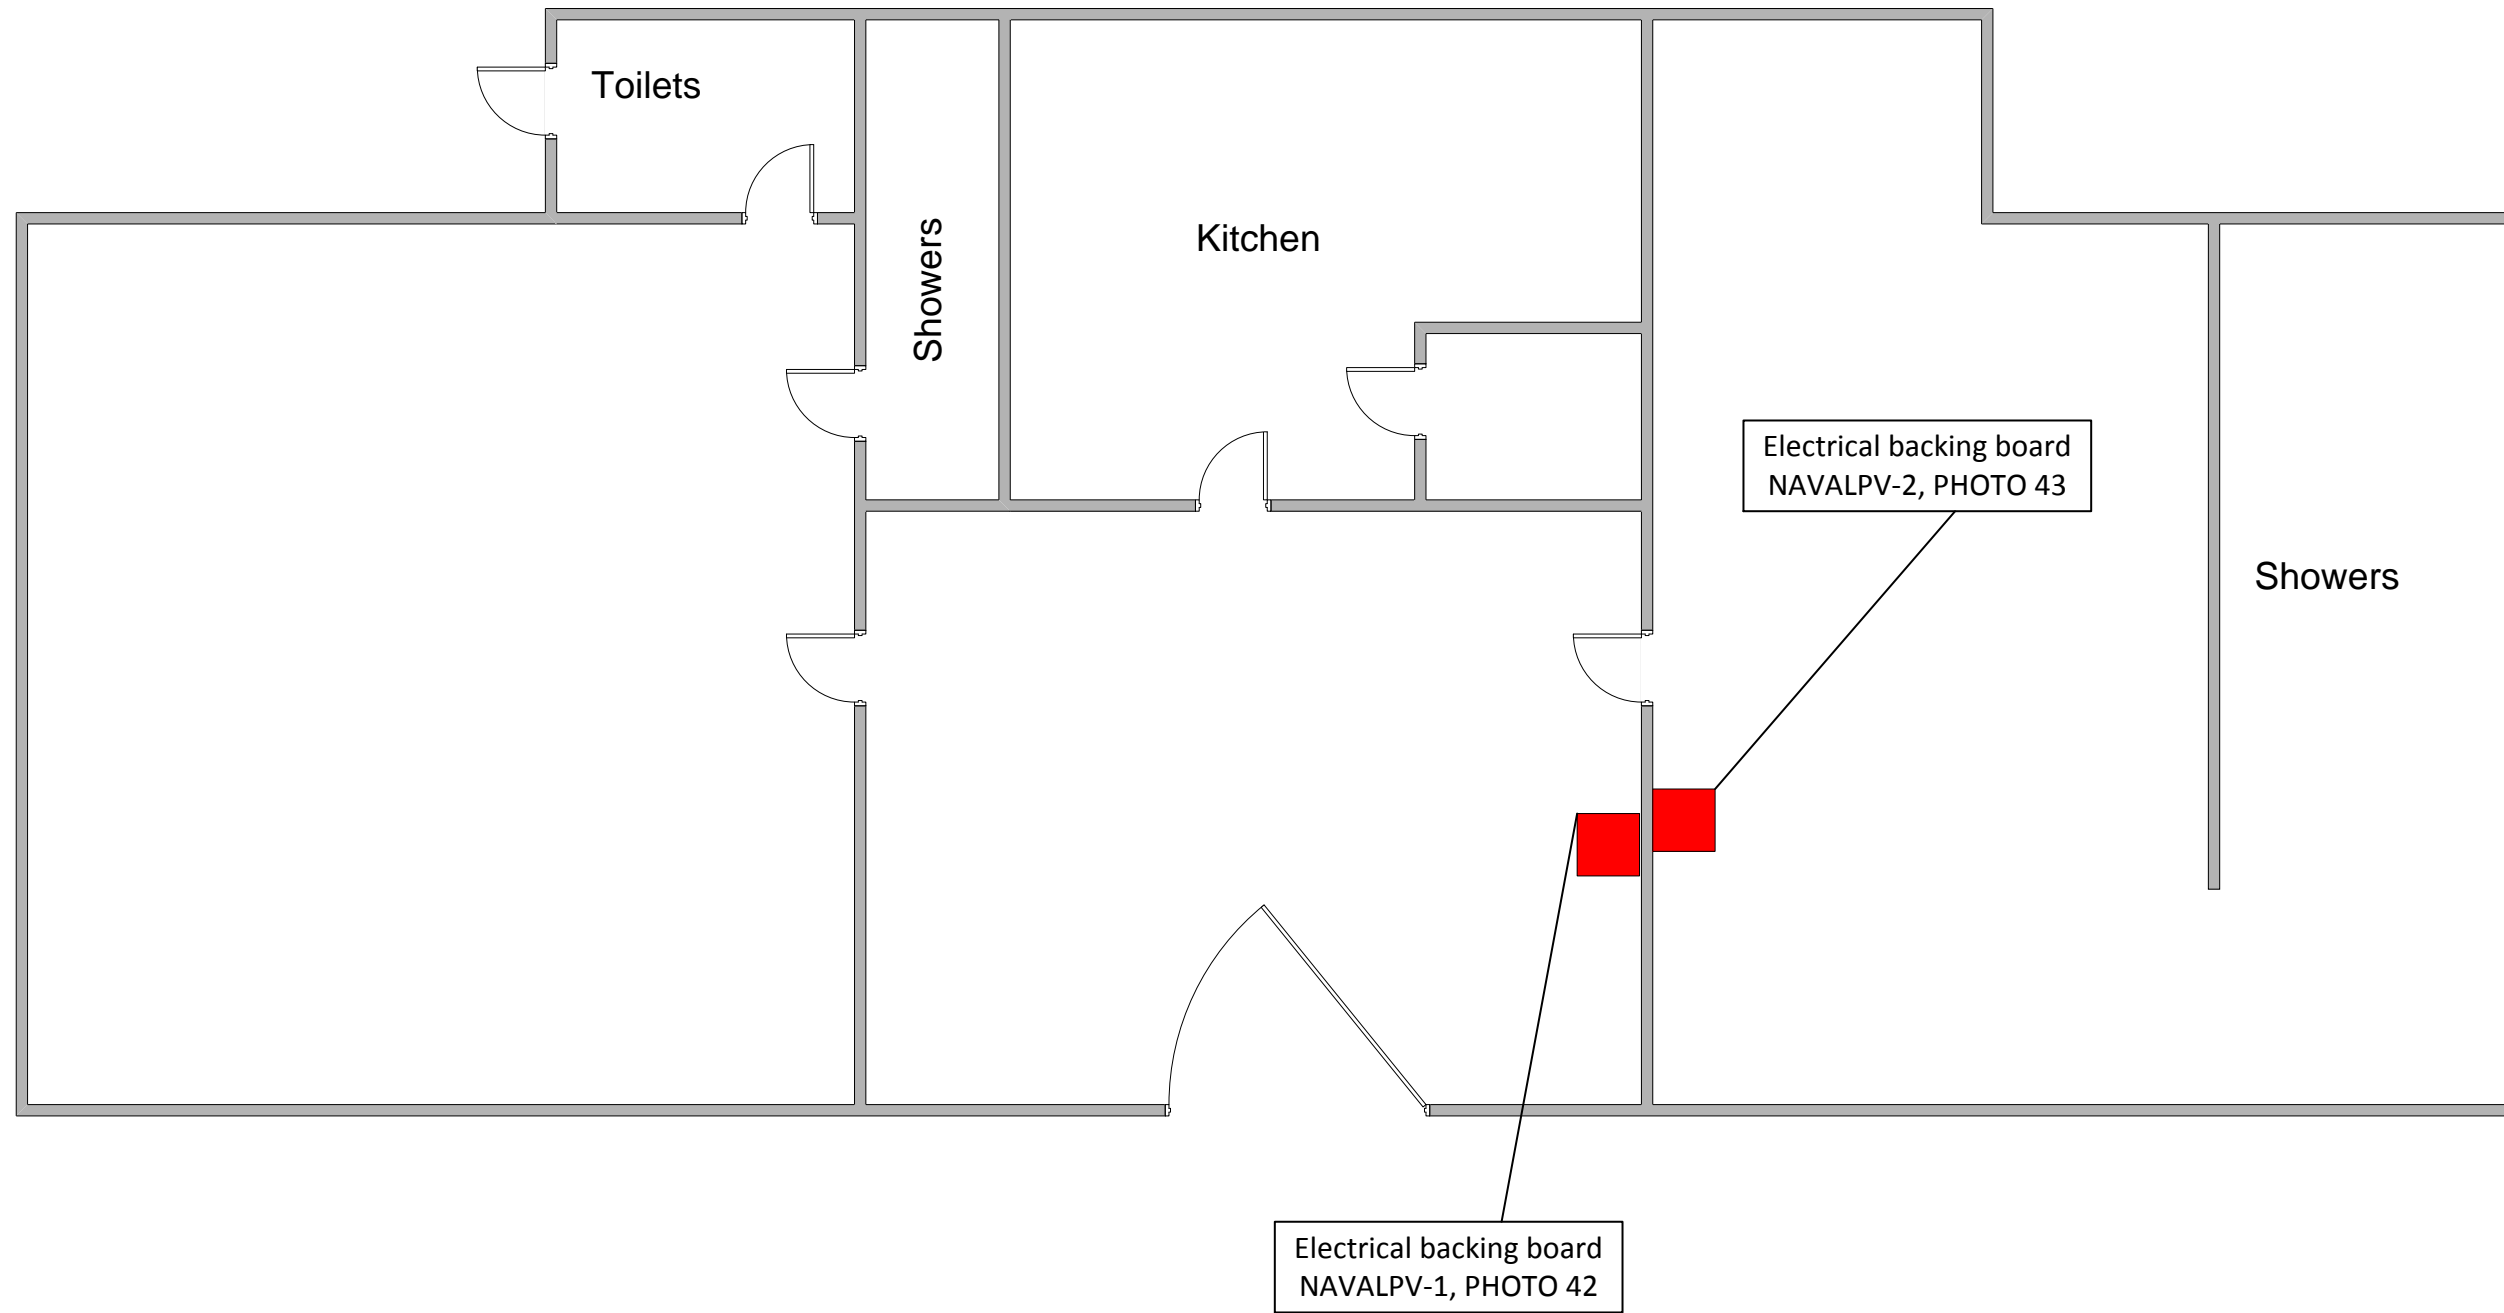 Toilets
Showers
Kitchen
Electrical backing board
NAVALPV-2, PHOTO 43
Showers
Electrical backing board
NAVALPV-1, PHOTO 42